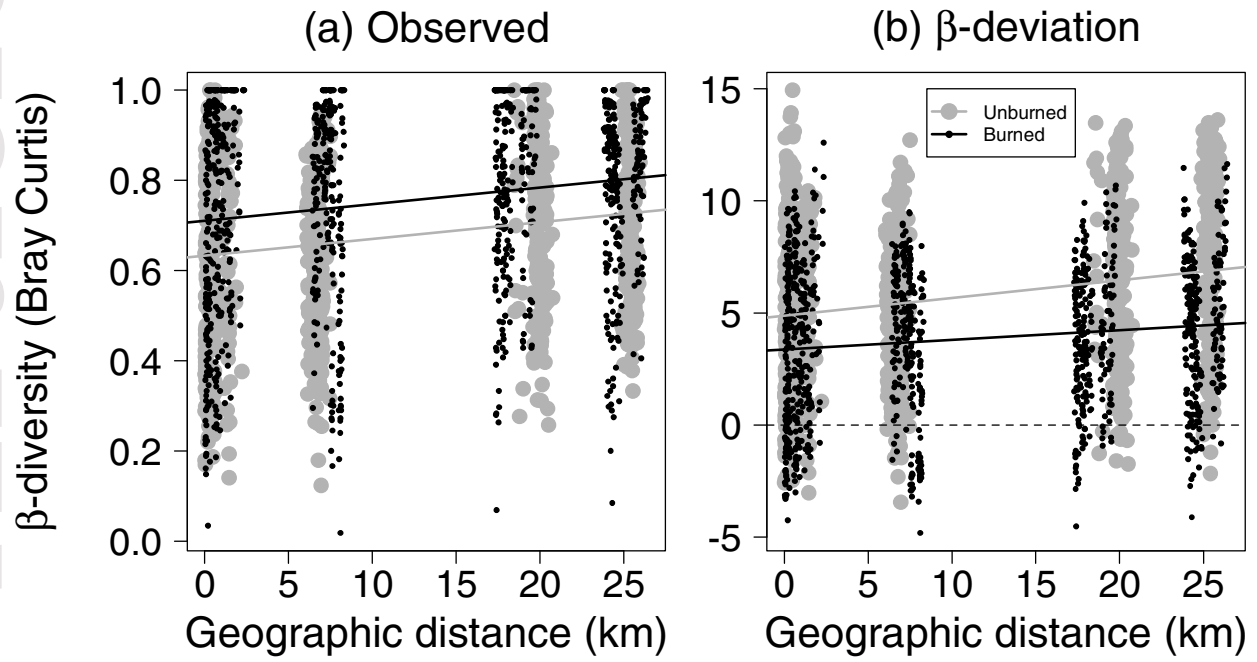 (a) Observed
(b) β-deviation
β-diversity (Bray Curtis)
1.0
0.8
0.6
0.4
0.2
0.0
0 5 10 15 20 25
Geographic distance (km)
15
10
5
0
-5
Unburned
Burned
0 5 10 15 20 25
Geographic distance (km)